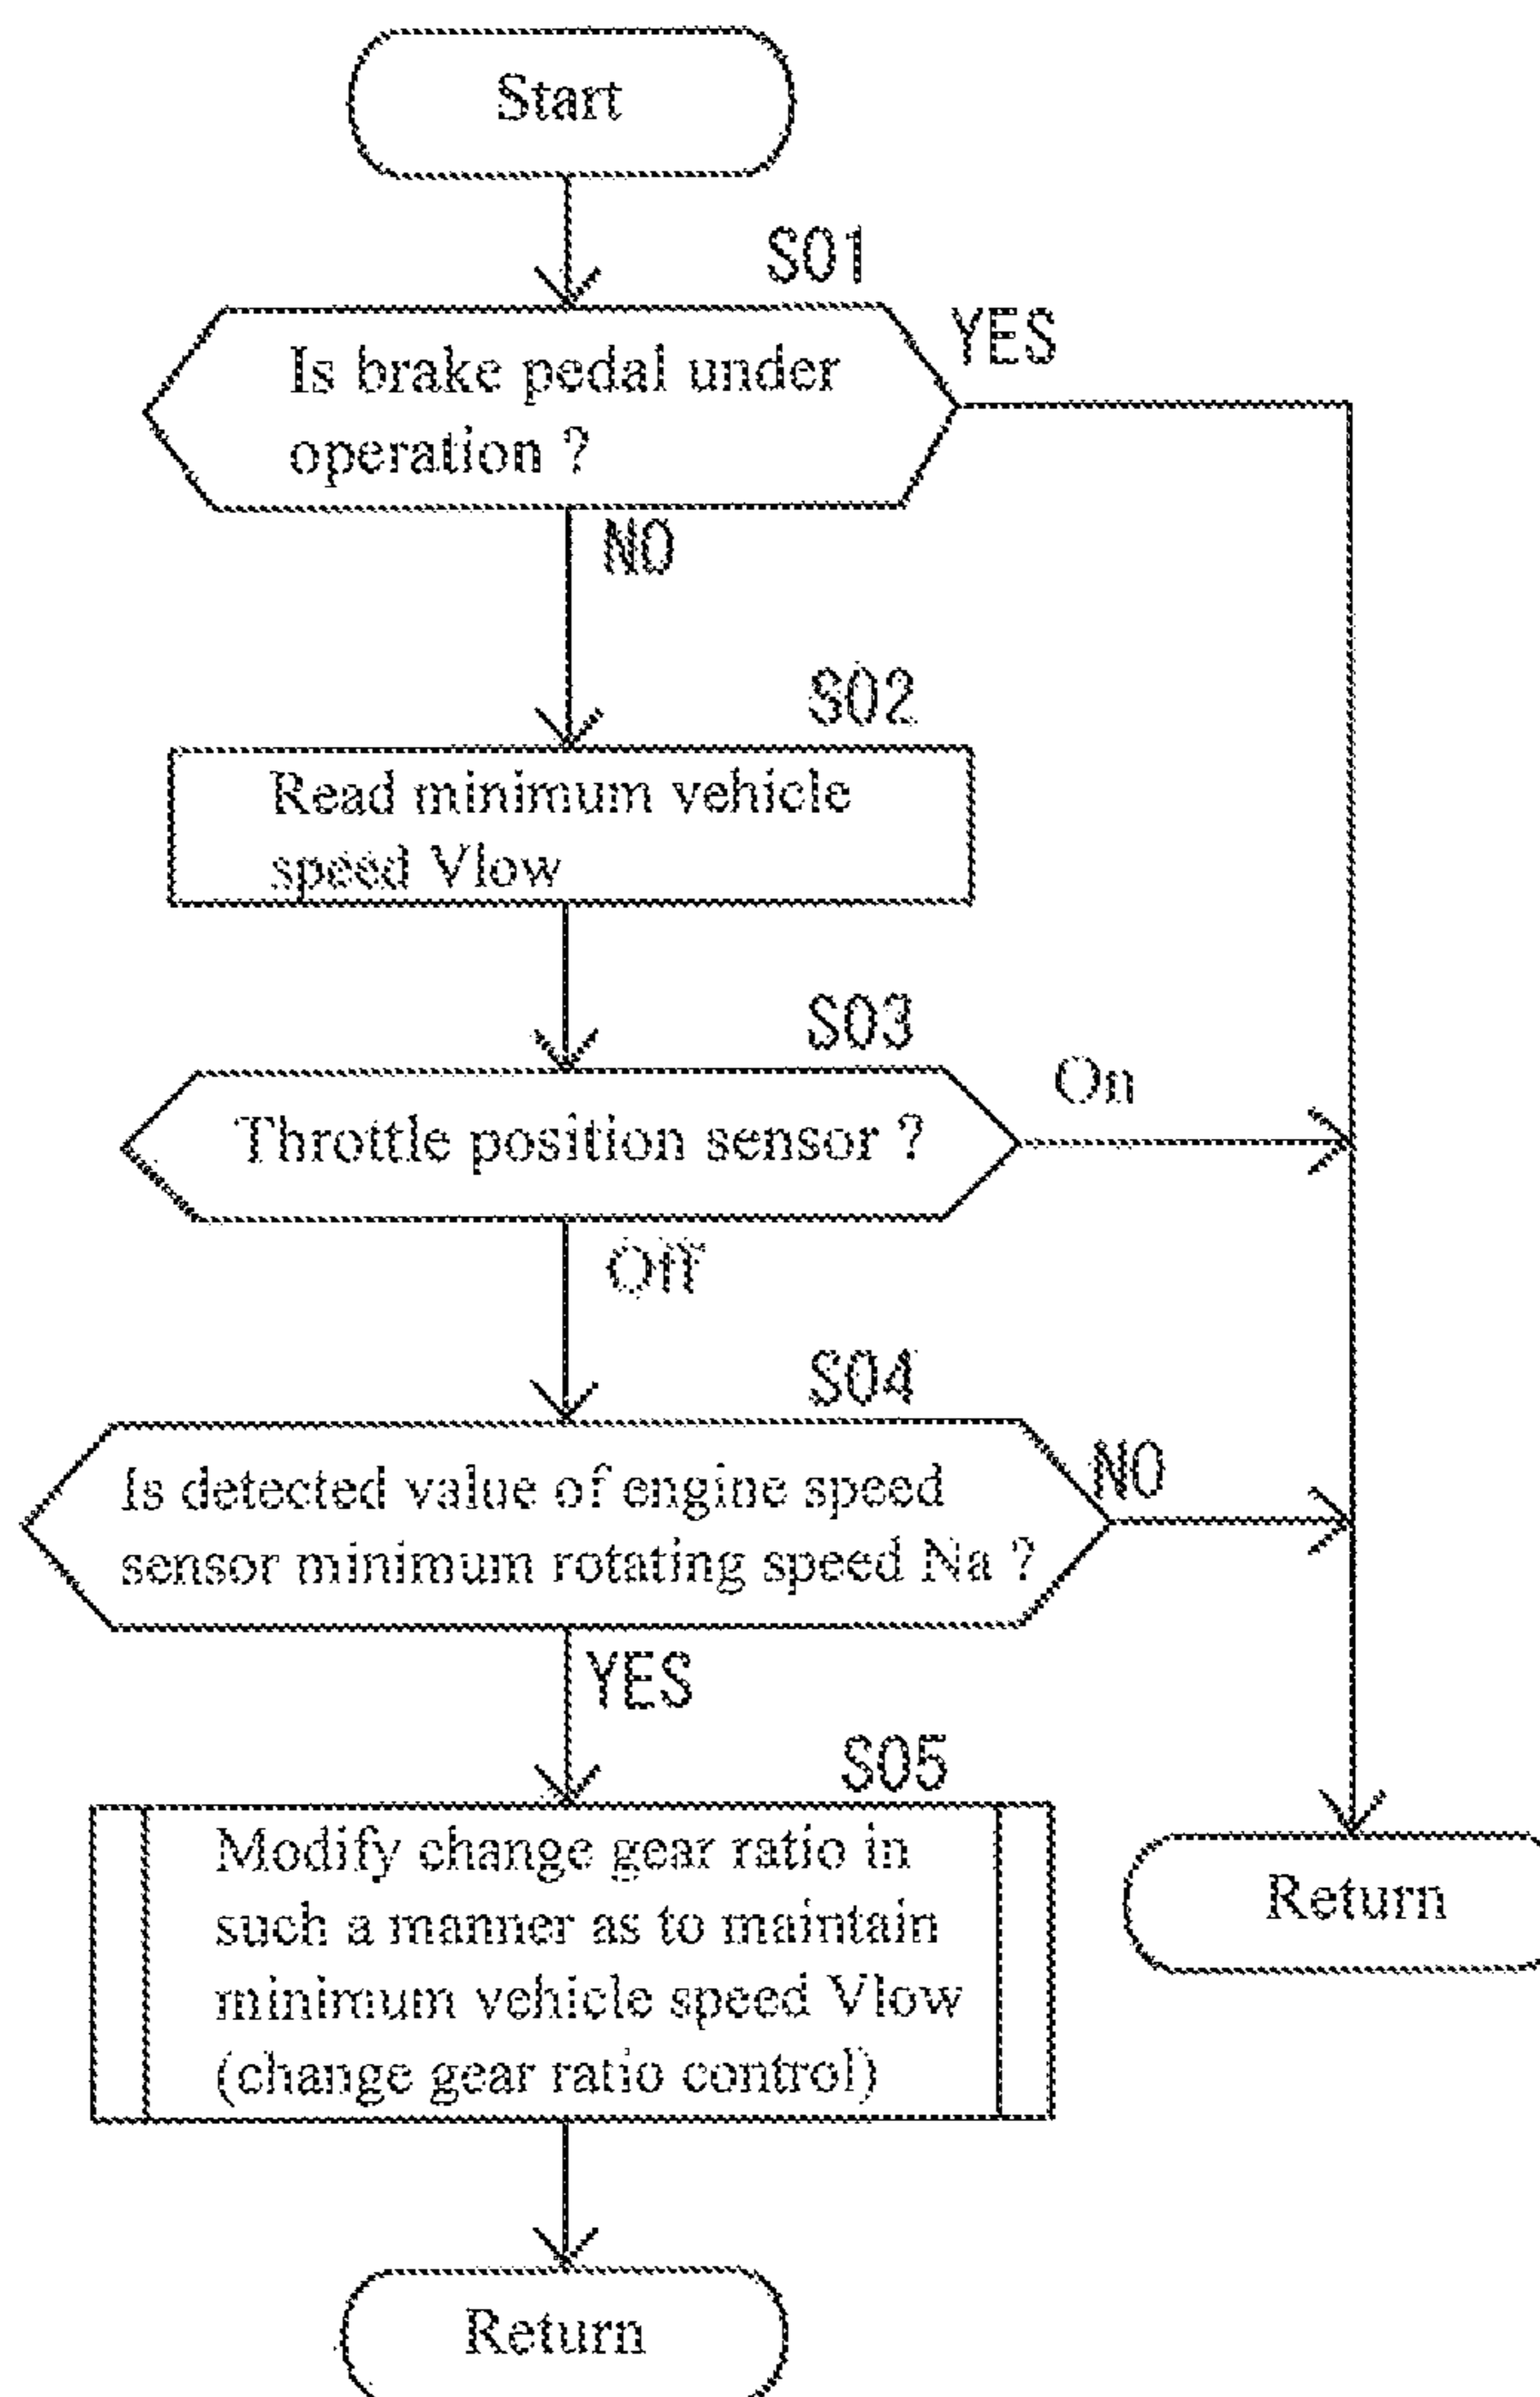 Start
S01
Is brake pedal under
operation ?
YES
NO
S02
Read minimum vehicle
speed Vlow
S03
Throttle position sensor ?
On
Off
S04
Is detected value of engine speed
sensor minimum rotating speed Na ?
NO
YES
S05
Modify change gear ratio in
such a manner as to maintain
minimum vehicle speed Vlow
(change gear ratio control)
Return
Return